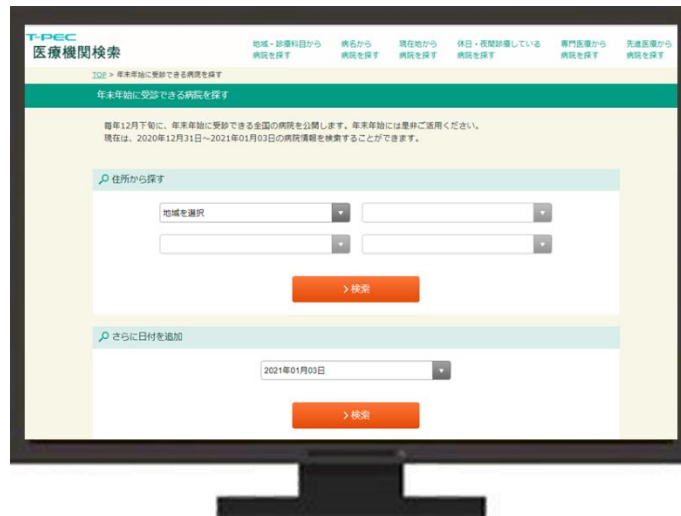 T-PEC
医療機関検索
地域・診療科目から
病院を探す
病名から
病院を探す
現在地から
病院を探す
休日・夜間診療している
病院を探す
専門医療から
病院を探す
先進医療から
病院を探す
TOP > 年末年始に受診できる病院を探す
年末年始に受診できる病院を探す
毎年12月下旬に、年末年始に受診できる全国の病院を公開します。年末年始には是非ご活用ください。
現在は、2020年12月31日～2021年01月03日の病院情報を検索することができます。
住所から探す
地域を選択
> 検索
さらに日付を追加
2021年01月03日
> 検索